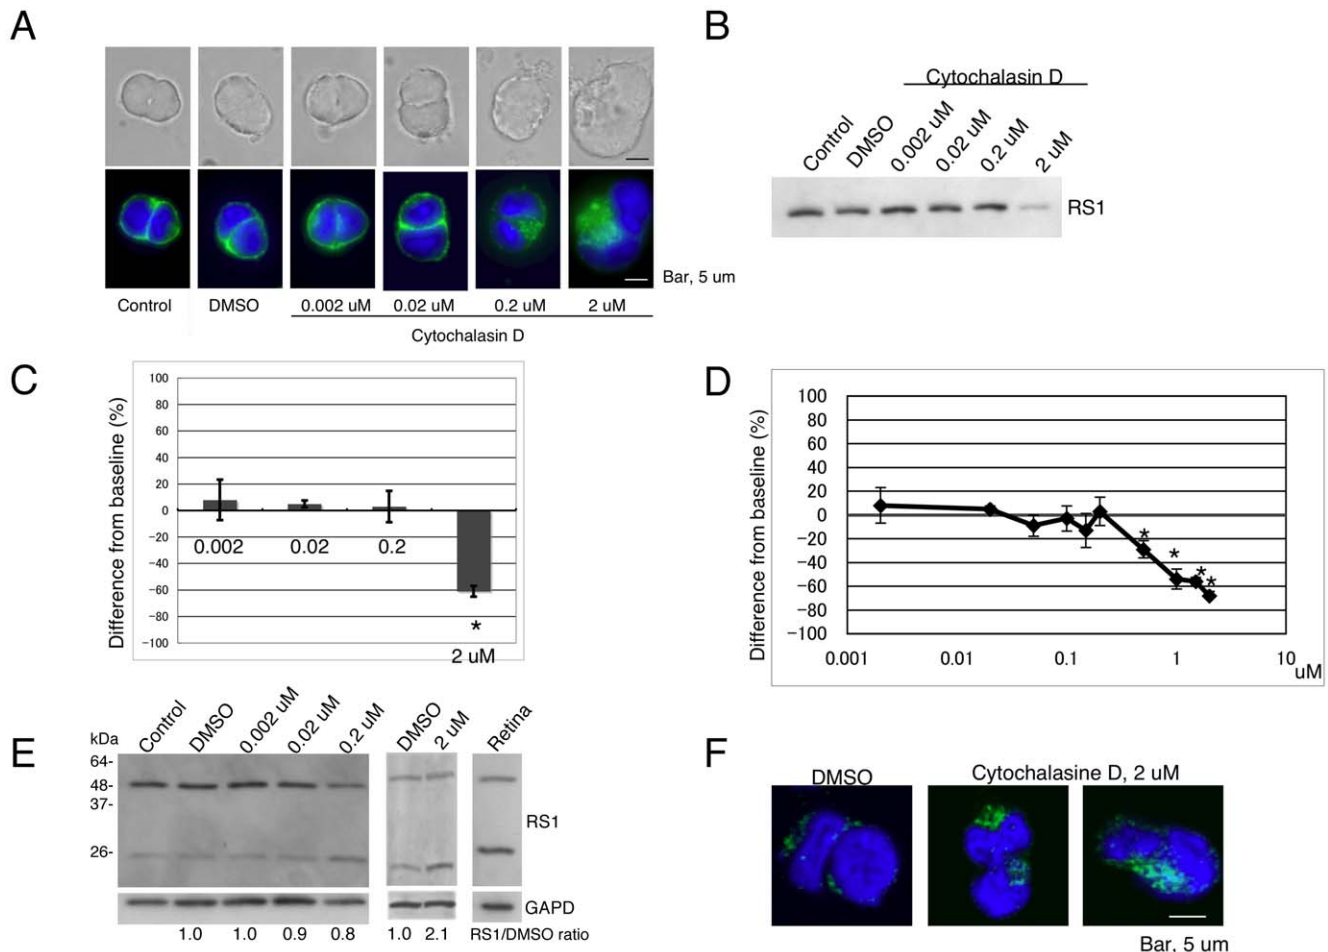 A
Control
DMSO
0.002 uM
0.02 uM
0.2 uM
2 uM
Cytochalasin D
Bar, 5 um
B
Cytochalasin D
Control
DMSO
0.002 uM
0.02 uM
0.2 uM
2 uM
RS1
C
Difference from baseline (%)
100
80
60
40
20
0
−20
−40
−60
−80
−100
0.002
0.02
0.2
2 uM
*
D
Difference from baseline (%)
100
80
60
40
20
0
−20
−40
−60
−80
−100
* * * *
0.001 0.01 0.1 1 10
uM
E
kDa
64-
48-
37-
26-
Control
DMSO
0.002 uM
0.02 uM
0.2 uM
DMSO
2 uM
Retina
RS1
GAPD
1.0 1.0 0.9 0.8 1.0 2.1 RS1/DMSO ratio
F
DMSO
Cytochalasine D, 2 uM
Bar, 5 um